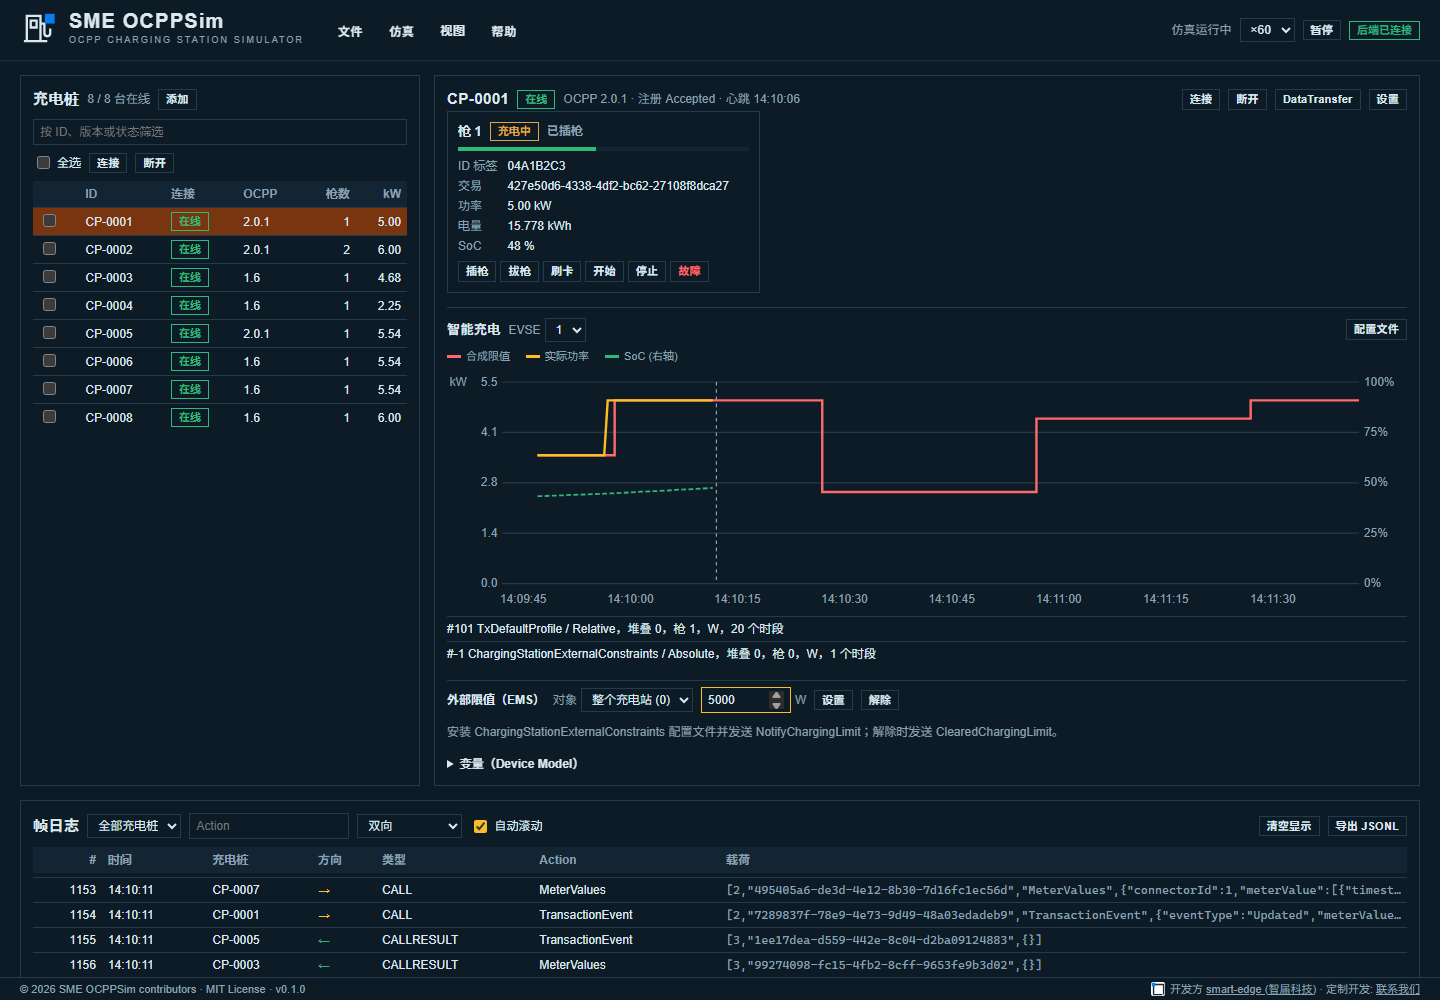 SME OCPPSim
OCPP CHARGING STATION SIMULATOR
文件 仿真 视图 帮助
仿真运行中 ×60 暂停 后端已连接
充电桩 8 / 8 台在线 添加
按 ID、版本或状态筛选
全选 连接 断开
ID 连接 OCPP 枪数 kW
CP-0001 在线 2.0.1 1 5.00
CP-0002 在线 2.0.1 2 6.00
CP-0003 在线 1.6 1 4.68
CP-0004 在线 1.6 1 2.25
CP-0005 在线 2.0.1 1 5.54
CP-0006 在线 1.6 1 5.54
CP-0007 在线 1.6 1 5.54
CP-0008 在线 1.6 1 6.00
CP-0001 在线 OCPP 2.0.1 · 注册 Accepted · 心跳 14:10:06 连接 断开 DataTransfer 设置
枪 1 充电中 已插枪
ID 标签 04A1B2C3
交易 427e50d6-4338-4df2-bc62-27108f8dca27
功率 5.00 kW
电量 15.778 kWh
SoC 48 %
插枪 拔枪 刷卡 开始 停止 故障
智能充电 EVSE 1 配置文件
合成限值 实际功率 SoC (右轴)
kW 5.5 100%
4.1 75%
2.8 50%
1.4 25%
0.0 0%
14:09:45 14:10:00 14:10:15 14:10:30 14:10:45 14:11:00 14:11:15 14:11:30
#101 TxDefaultProfile / Relative，堆叠 0，枪 1，W，20 个时段
#-1 ChargingStationExternalConstraints / Absolute，堆叠 0，枪 0，W，1 个时段
外部限值（EMS） 对象 整个充电站 (0) 5000 W 设置 解除
安装 ChargingStationExternalConstraints 配置文件并发送 NotifyChargingLimit；解除时发送 ClearedChargingLimit。
变量（Device Model）
帧日志 全部充电桩 Action 双向 自动滚动 清空显示 导出 JSONL
# 时间 充电桩 方向 类型 Action 载荷
1153 14:10:11 CP-0007 → CALL MeterValues [2,"495405a6-de3d-4e12-8b30-7d16fc1ec56d","MeterValues",{"connectorId":1,"meterValue":[{"timest…
1154 14:10:11 CP-0001 → CALL TransactionEvent [2,"7289837f-78e9-4e73-9d49-48a03edadeb9","TransactionEvent",{"eventType":"Updated","meterValue…
1155 14:10:11 CP-0005 ← CALLRESULT TransactionEvent [3,"1ee17dea-d559-442e-8c04-d2ba09124883",{}]
1156 14:10:11 CP-0003 ← CALLRESULT MeterValues [3,"99274098-fc15-4fb2-8cff-9653fe9b3d02",{}]
© 2026 SME OCPPSim contributors · MIT License · v0.1.0 开发方 smart-edge (智届科技) · 定制开发: 联系我们